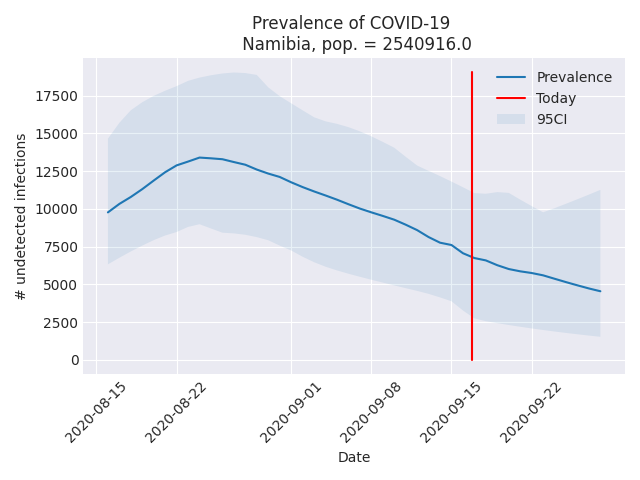 Prevalence of COVID-19
Namibia, pop. = 2540916.0
Prevalence
Today
95CI
# undetected infections
17500
15000
12500
10000
7500
5000
2500
0
2020-08-15
2020-08-22
2020-09-01
2020-09-08
2020-09-15
2020-09-22
Date